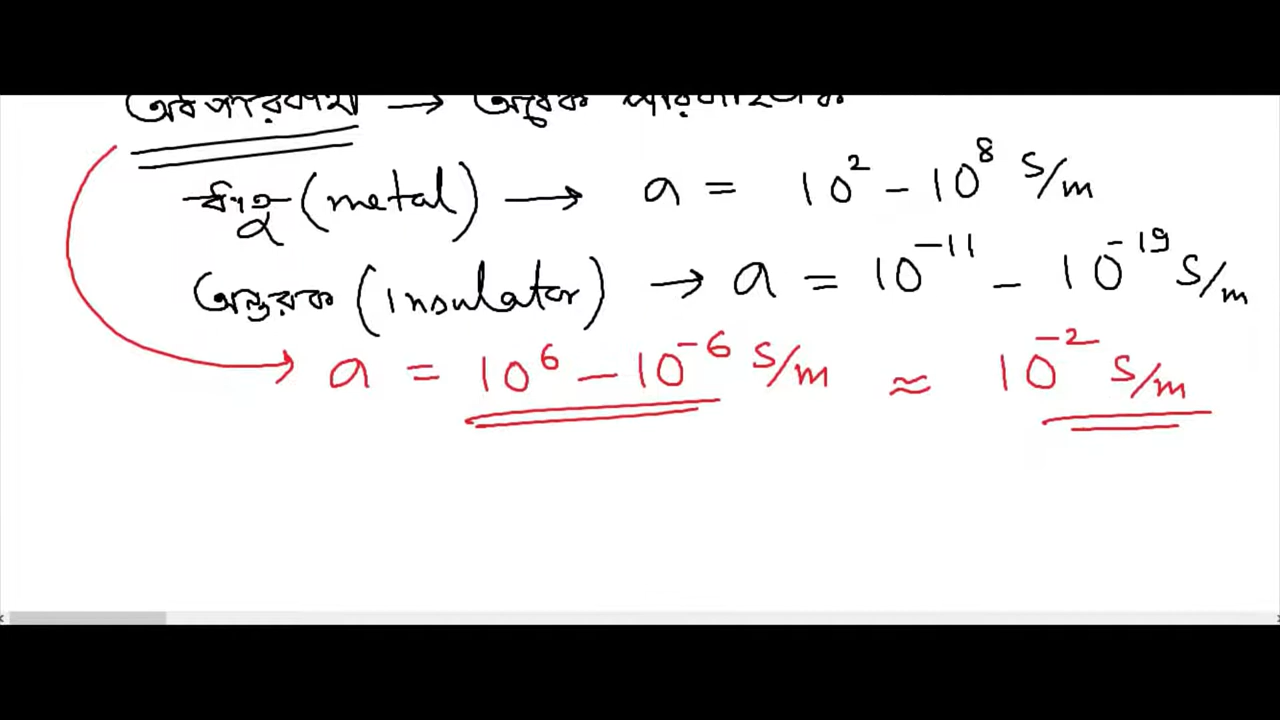 অর্ধপরিবাহী → অর্ধেক পরিবাহিতা
ধাতু (metal) → a = 10² - 10⁸ S/m
অন্তরক (insulator) → a = 10⁻¹¹ - 10⁻¹⁹ S/m
a = 10⁶ - 10⁻⁶ S/m ≈ 10⁻² S/m